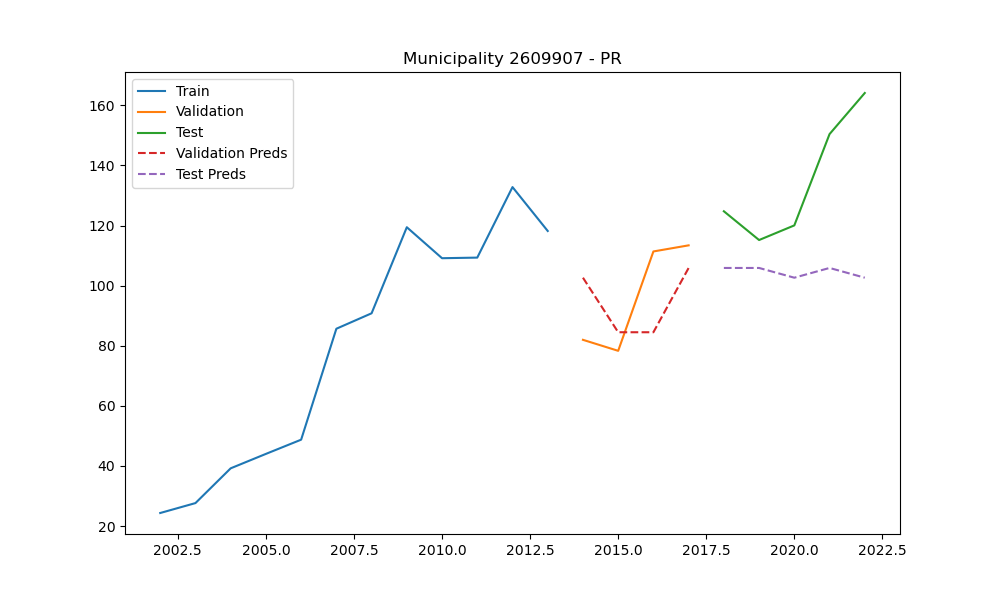 Municipality 2609907 - PR
Train
Validation
Test
Validation Preds
Test Preds
160
140
120
100
80
60
40
20
2002.5 2005.0 2007.5 2010.0 2012.5 2015.0 2017.5 2020.0 2022.5